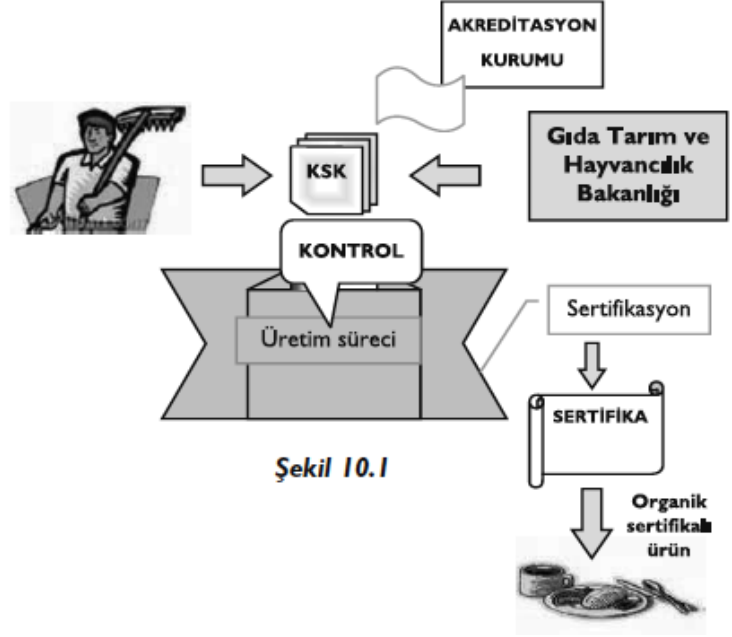 AKREDİTASYON
KURUMU
KSK
Gıda Tarım ve
Hayvancılık
Bakanlığı
KONTROL
Üretim süreci
Sertifikasyon
SERTİFİKA
Şekil 10.1
Organik
sertifikalı
ürün